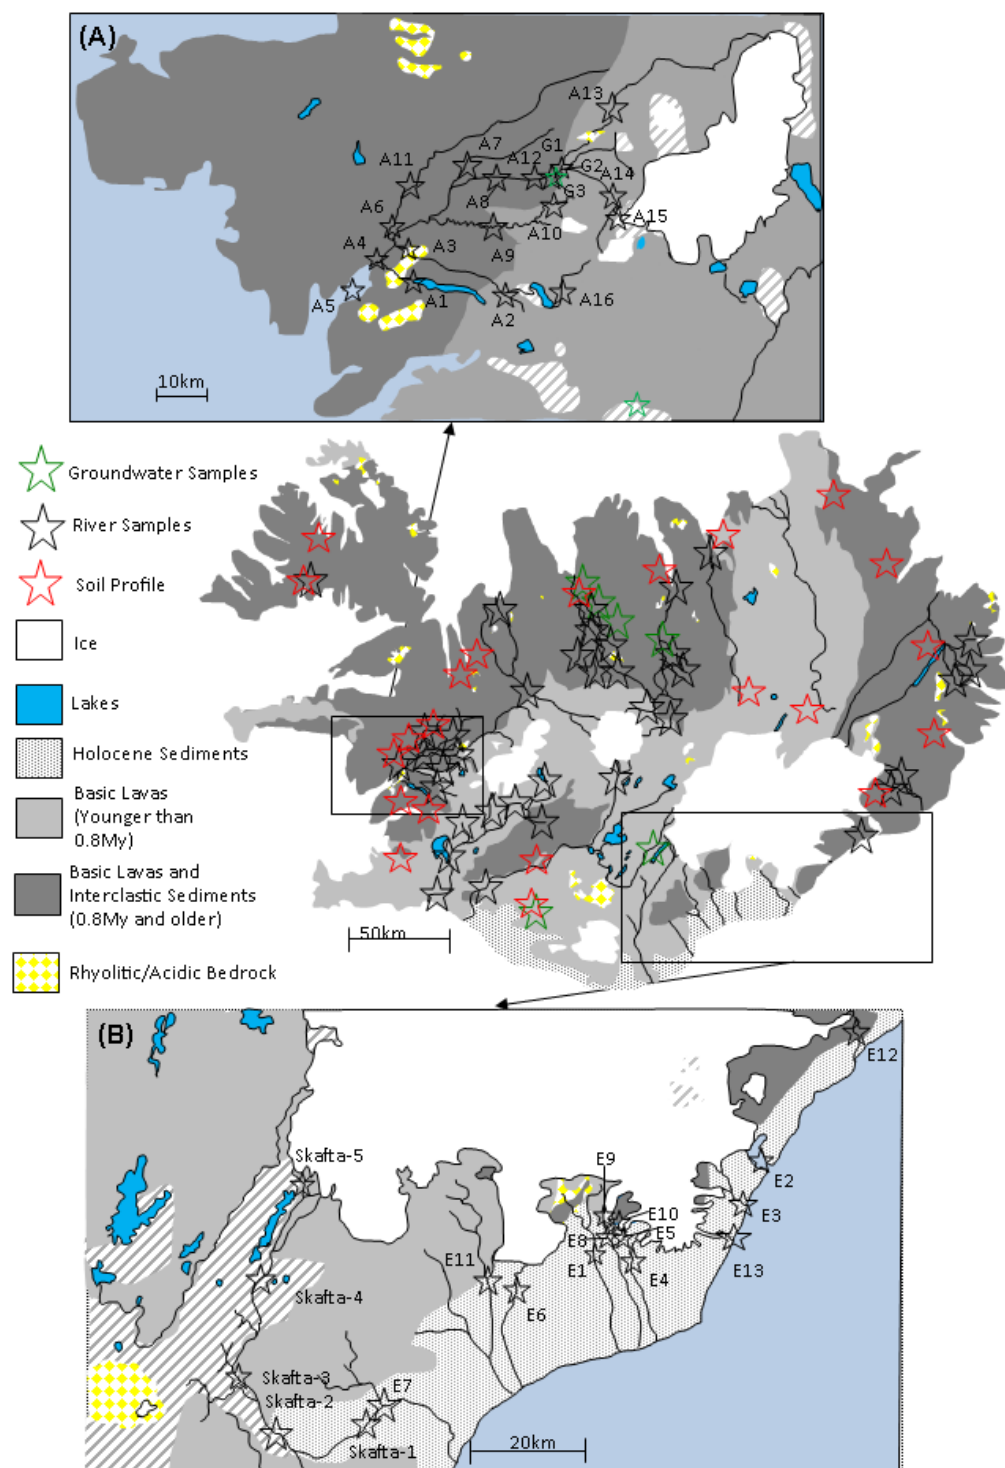 (A)
A13
A7
A12
G1
G2
A11
A14
A8
G3
A6
A15
A10
A4
A3
A9
A5
A1
A2
A16
10km
Groundwater Samples
River Samples
Soil Profile
Ice
Lakes
Holocene Sediments
Basic Lavas
(Younger than
0.8My)
Basic Lavas and
Interclastic Sediments
(0.8My and older)
Rhyolitic/Acidic Bedrock
50km
(B)
E12
Skafta-5
E9
E2
E10
E3
E8
E5
E11
E1
E4
E13
Skafta-4
E6
Skafta-3
E7
Skafta-2
Skafta-1
20km